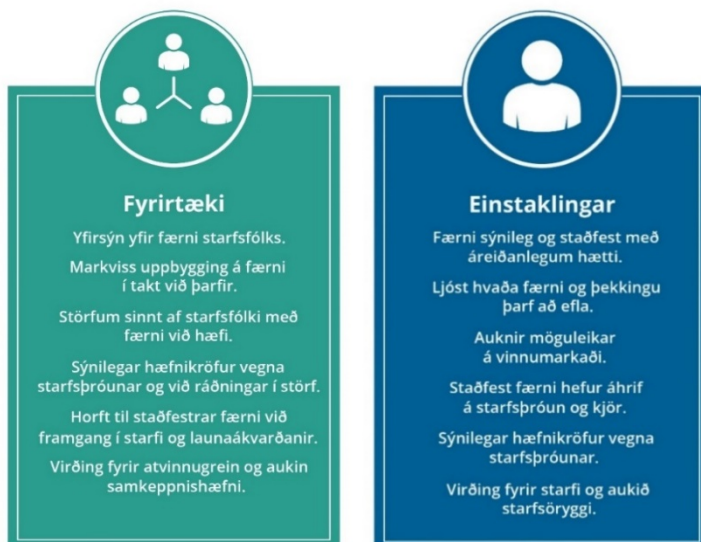 Fyrirtæki
Yfirsýn yfir færni starfsfólks.
Markviss uppbygging á færni
í takt við þarfir.
Störfum sinnt af starfsfólki með
færni við hæfi.
Sýnilegar hæfnikröfur vegna
starfsþróunar og við ráðningar í störf.
Horft til staðfestrar færni við
framgang í starfi og launaákvarðanir.
Virðing fyrir atvinnugrein og aukin
samkeppnishæfni.
Einstaklingar
Færni sýnileg og staðfest með
áreiðanlegum hætti.
Ljóst hvaða færni og þekkingu
þarf að efla.
Auknir möguleikar
á vinnumarkaði.
Staðfest færni hefur áhrif
á starfsþróun og kjör.
Sýnilegar hæfnikröfur vegna
starfsþróunar.
Virðing fyrir starfi og aukið
starfsöryggi.